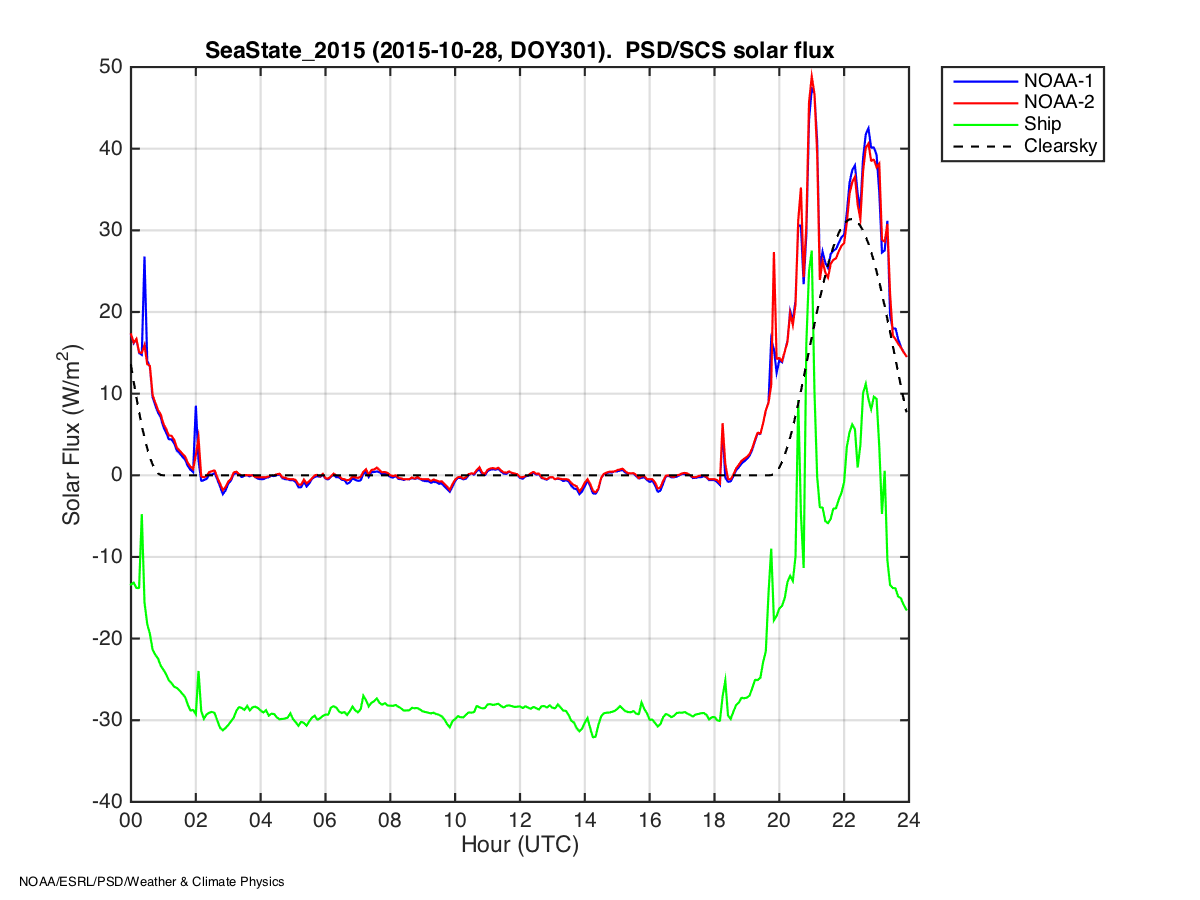 SeaState_2015 (2015-10-28, DOY301).  PSD/SCS solar flux
50
40
30
20
10
0
-10
-20
-30
-40
Solar Flux (W/m²)
00 02 04 06 08 10 12 14 16 18 20 22 24
Hour (UTC)
NOAA-1
NOAA-2
Ship
Clearsky
NOAA/ESRL/PSD/Weather & Climate Physics